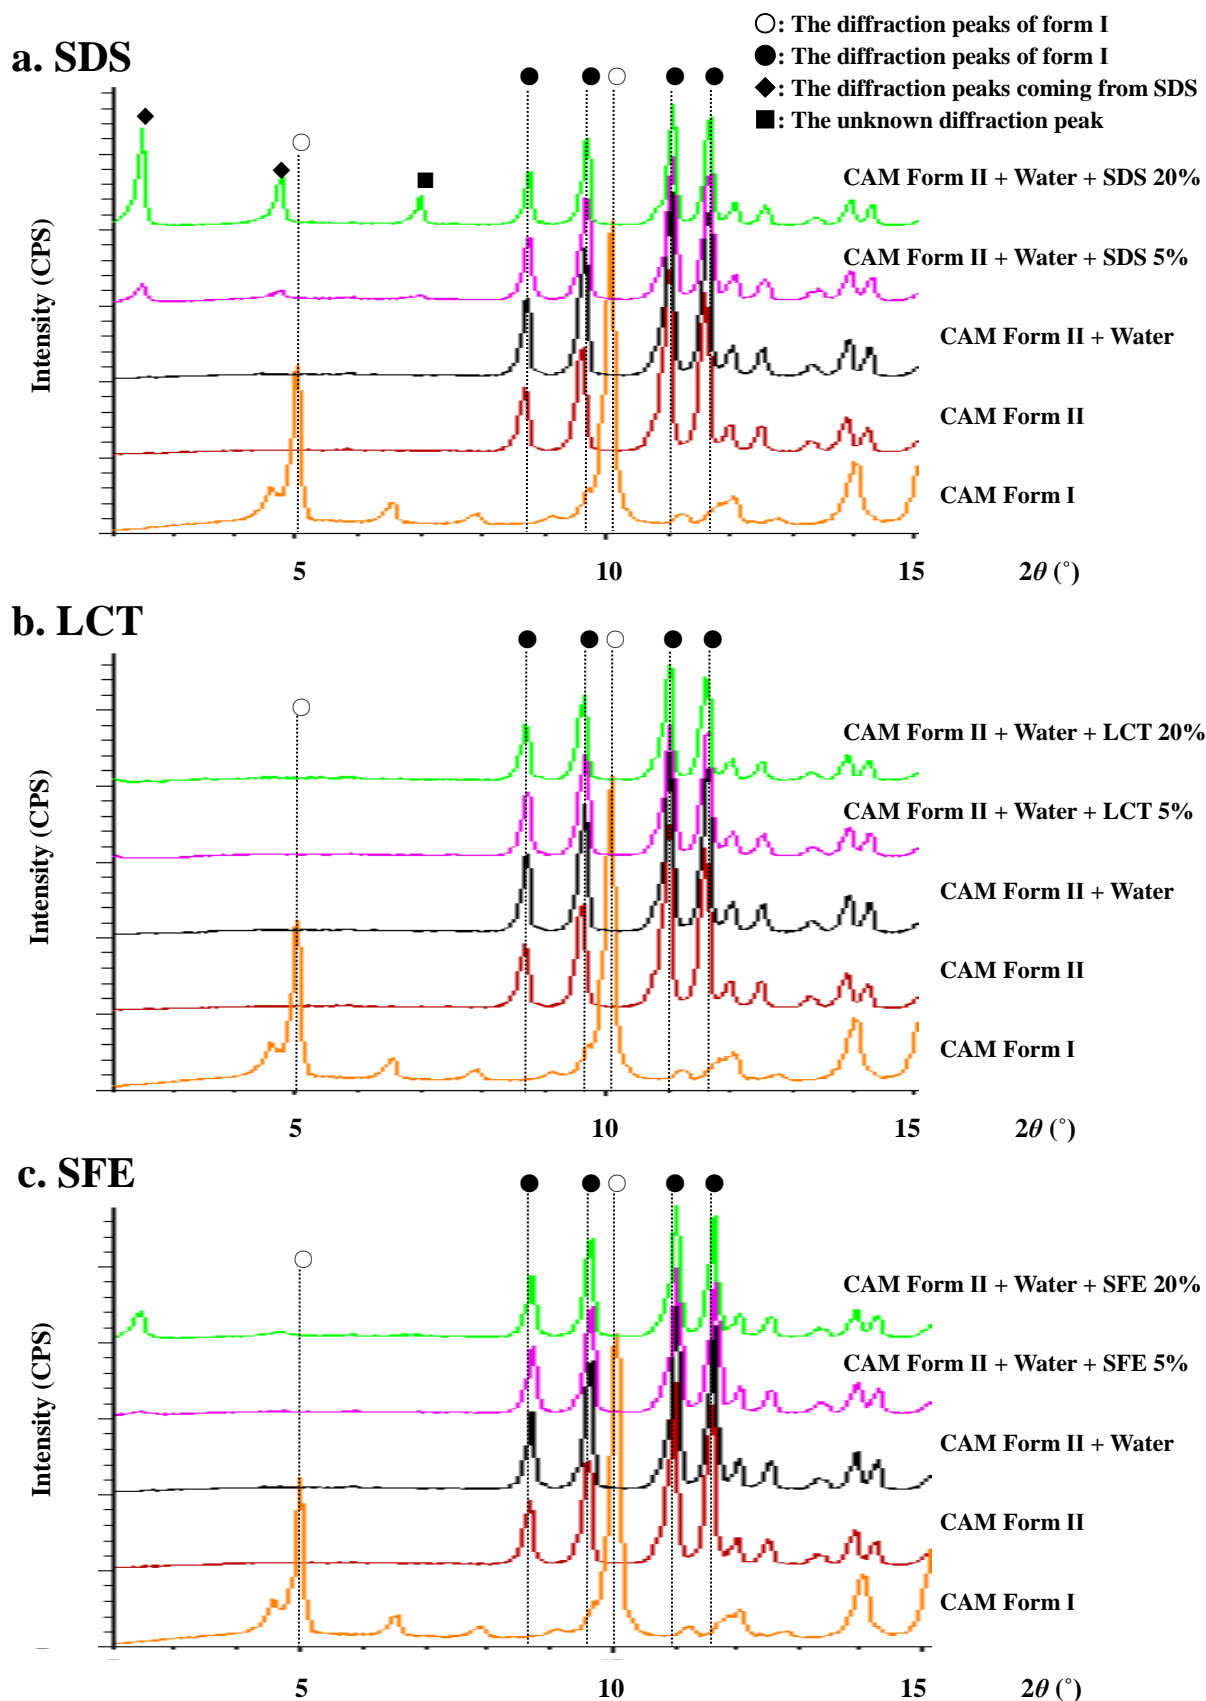 ○: The diffraction peaks of form I
●: The diffraction peaks of form I
◆: The diffraction peaks coming from SDS
■: The unknown diffraction peak
a. SDS
Intensity (CPS)
CAM Form II + Water + SDS 20%
CAM Form II + Water + SDS 5%
CAM Form II + Water
CAM Form II
CAM Form I
5 10 15 2θ (°)
b. LCT
Intensity (CPS)
CAM Form II + Water + LCT 20%
CAM Form II + Water + LCT 5%
CAM Form II + Water
CAM Form II
CAM Form I
5 10 15 2θ (°)
c. SFE
Intensity (CPS)
CAM Form II + Water + SFE 20%
CAM Form II + Water + SFE 5%
CAM Form II + Water
CAM Form II
CAM Form I
5 10 15 2θ (°)